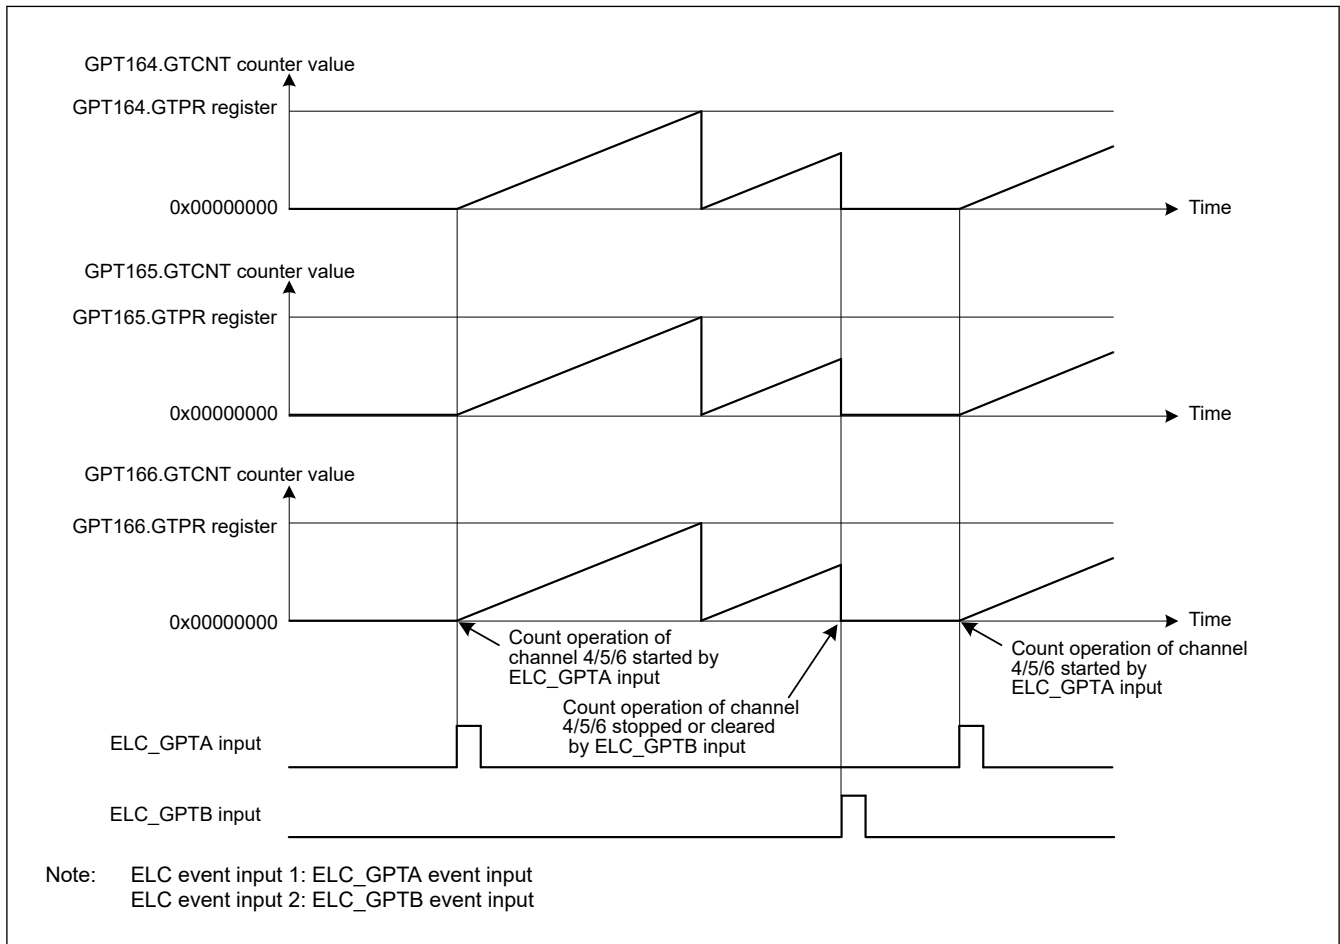 GPT164.GTCNT counter value
GPT164.GTPR register
0x00000000
Time
GPT165.GTCNT counter value
GPT165.GTPR register
0x00000000
Time
GPT166.GTCNT counter value
GPT166.GTPR register
0x00000000
Time
Count operation of
channel 4/5/6 started by
ELC_GPTA input
Count operation of channel
4/5/6 stopped or cleared
by ELC_GPTB input
Count operation of channel
4/5/6 started by
ELC_GPTA input
ELC_GPTA input
ELC_GPTB input
Note: ELC event input 1: ELC_GPTA event input
ELC event input 2: ELC_GPTB event input